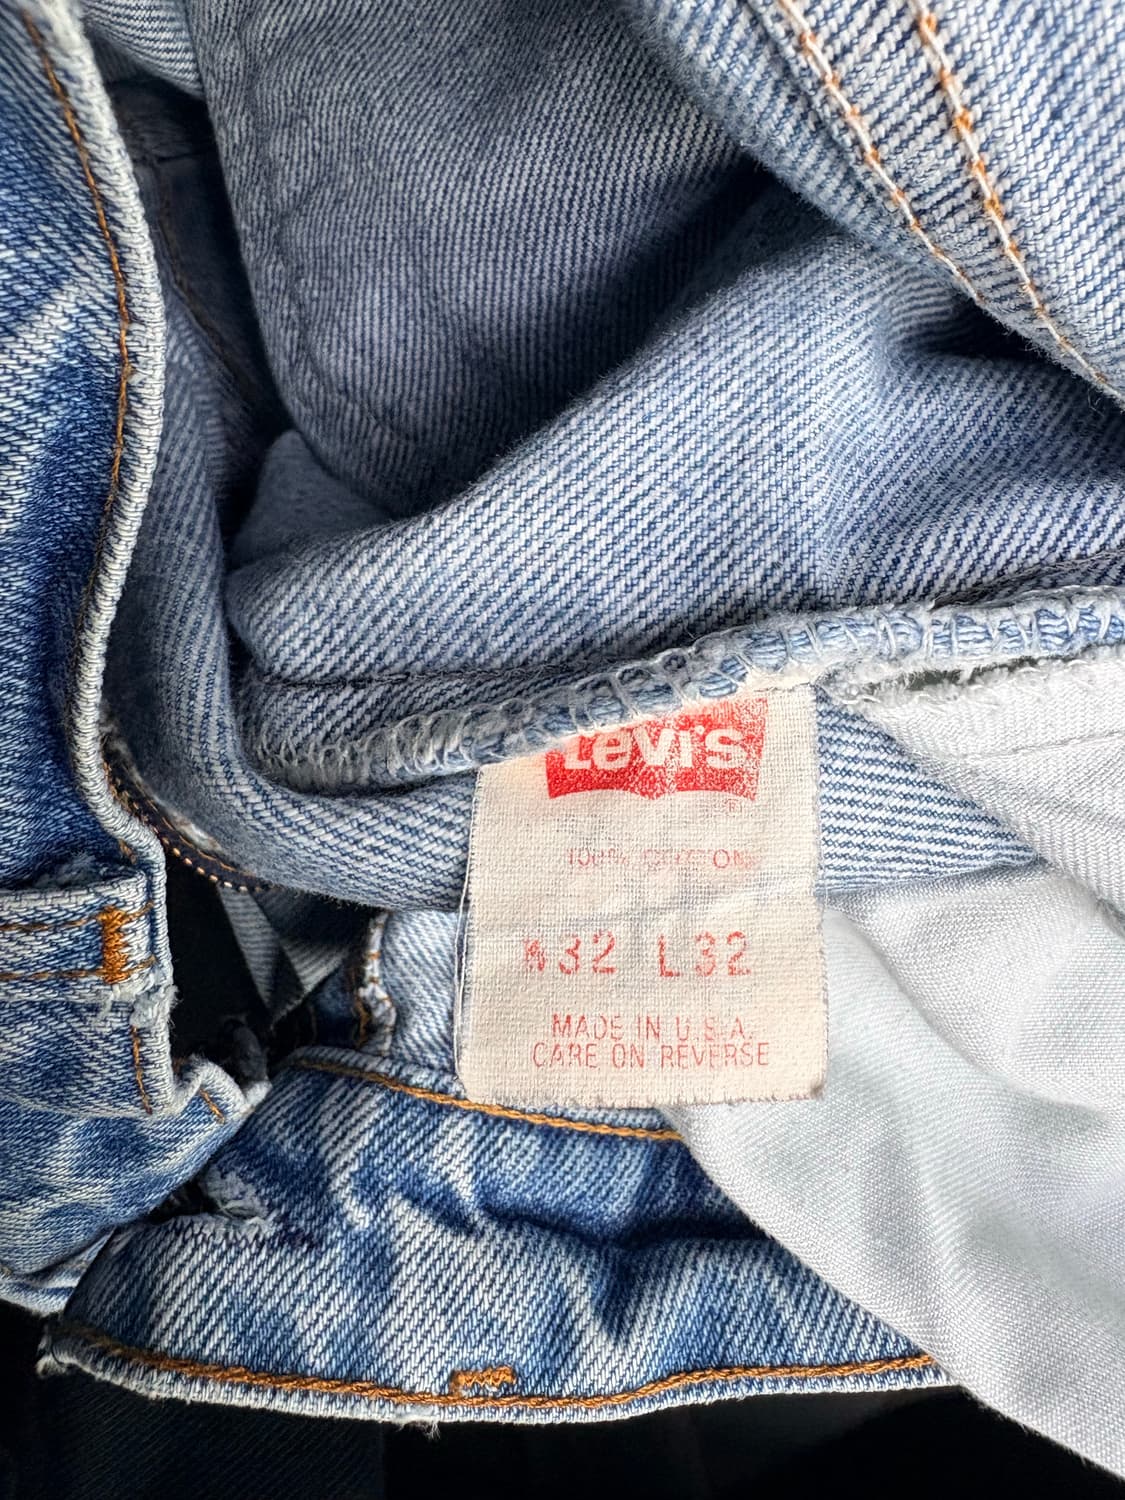 Levi's
®
100% COTTON
W32 L32
MADE IN U.S.A.
CARE ON REVERSE